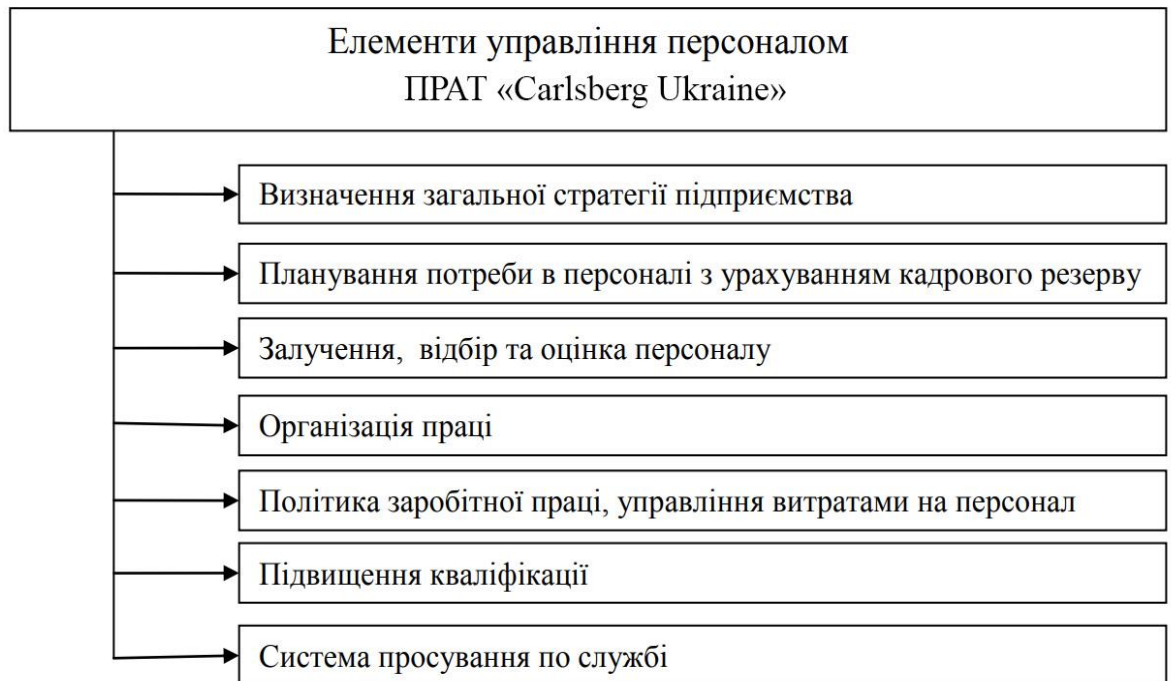 Елементи управління персоналом
ПРАТ «Carlsberg Ukraine»
Визначення загальної стратегії підприємства
Планування потреби в персоналі з урахуванням кадрового резерву
Залучення, відбір та оцінка персоналу
Організація праці
Політика заробітної праці, управління витратами на персонал
Підвищення кваліфікації
Система просування по службі